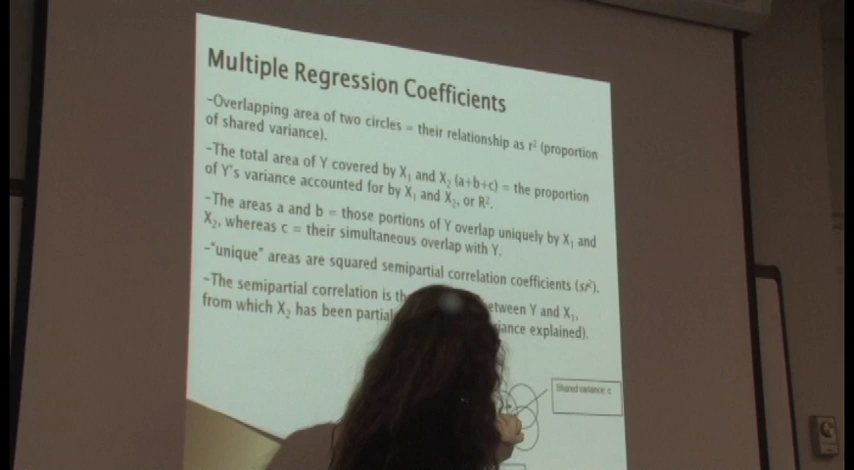 Multiple Regression Coefficients
-Overlapping area of two circles = their relationship as r² (proportion
of shared variance).
-The total area of Y covered by X₁ and X₂ (a+b+c) = the proportion
of Y's variance accounted for by X₁ and X₂, or R².
-The areas a and b = those portions of Y overlap uniquely by X₁ and
X₂, whereas c = their simultaneous overlap with Y.
-"unique" areas are squared semipartial correlation coefficients (sr²).
-The semipartial correlation is between Y and X₁,
from which X₂ has been explained).
Shared variance: c